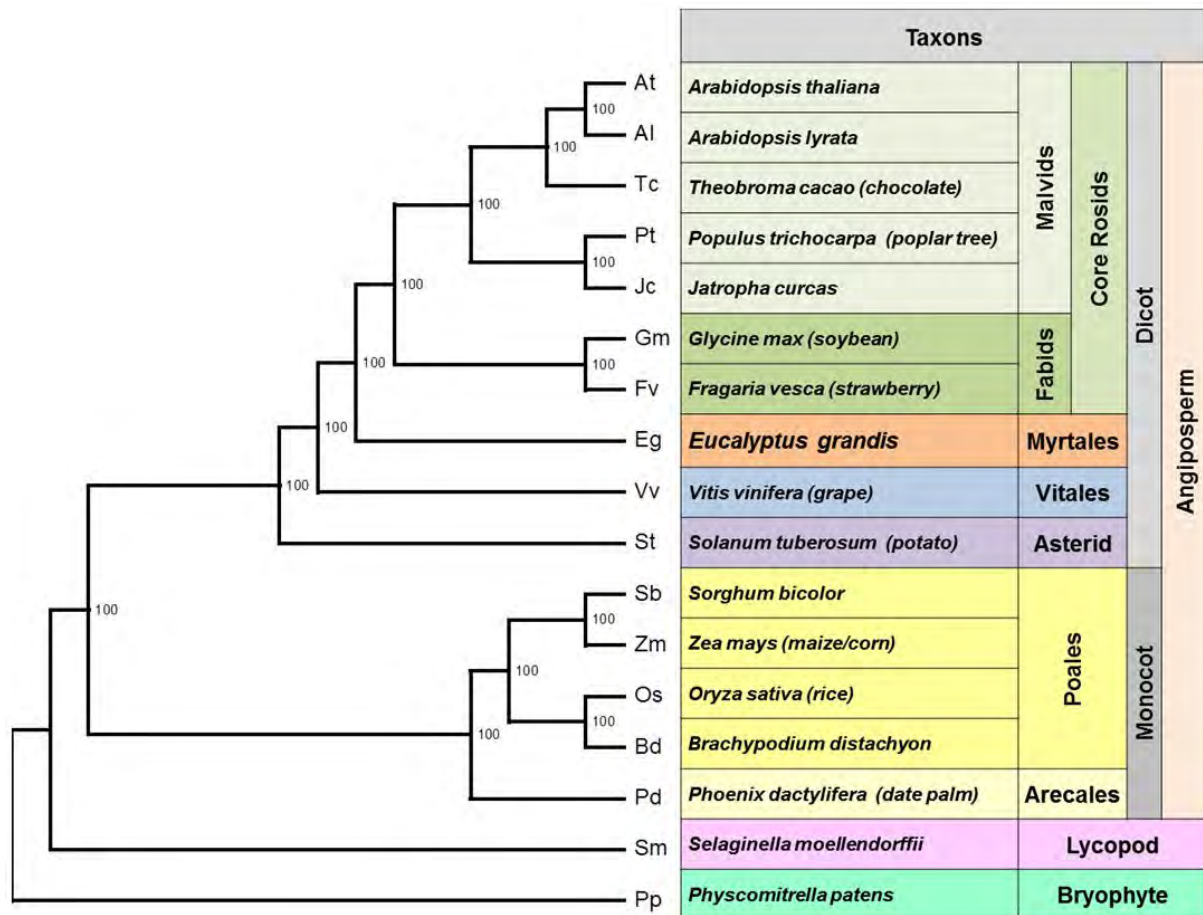 Taxons
At
Arabidopsis thaliana
100
Al
Arabidopsis lyrata
100
Tc
Theobroma cacao (chocolate)
Malvids
100
Pt
Populus trichocarpa (poplar tree)
Core Rosids
100
100
Jc
Jatropha curcas
Dicot
100
Gm
Glycine max (soybean)
100
Fv
Fragaria vesca (strawberry)
Fabids
100
Eg
Eucalyptus grandis
Myrtales
Angiposperm
100
Vv
Vitis vinifera (grape)
Vitales
St
Solanum tuberosum (potato)
Asterid
Sb
Sorghum bicolor
100
100
Zm
Zea mays (maize/corn)
Poales
100
Os
Oryza sativa (rice)
Monocot
100
100
Bd
Brachypodium distachyon
Pd
Phoenix dactylifera (date palm)
Arecales
Sm
Selaginella moellendorffii
Lycopod
Pp
Physcomitrella patens
Bryophyte